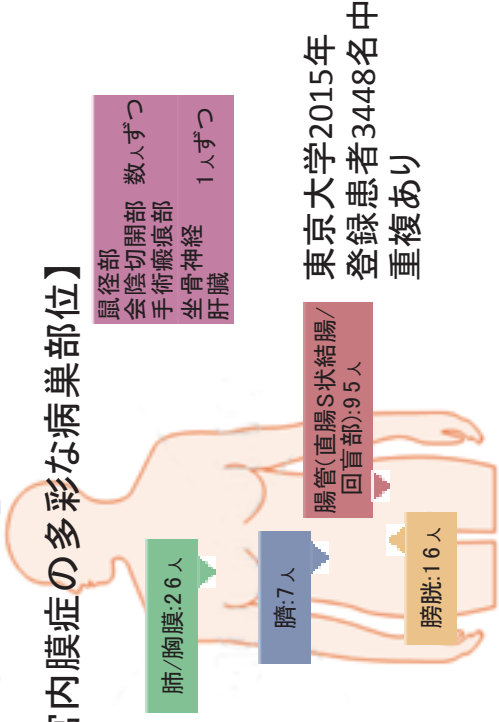 宮内膜症の多彩な病巣部位】
鼠径部
会陰切開部 数人ずつ
手術瘢痕部
坐骨神経 1人ずつ
肝臓
肺/胸膜:26人
臍:7人
腸管(直腸S状結腸/
回盲部):95人
膀胱:16人
東京大学2015年
登録患者3448名中
重複あり